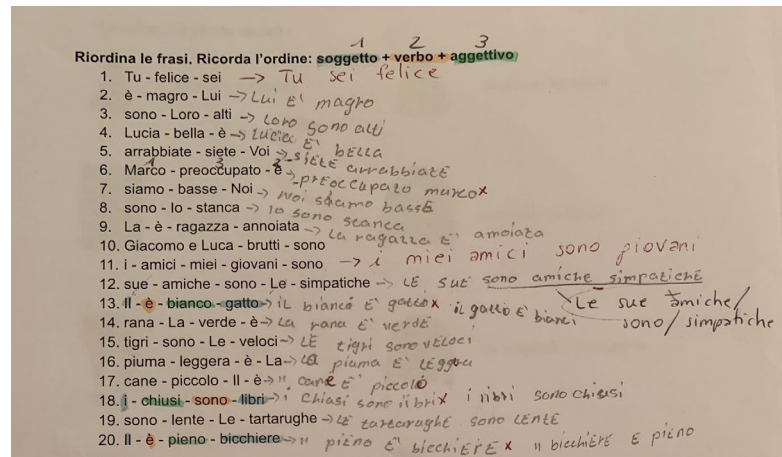 1 2 3
Riordina le frasi. Ricorda l'ordine: soggetto + verbo + aggettivo
1. Tu - felice - sei → Tu sei felice
2. è - magro - Lui → Lui E' magro
3. sono - Loro - alti → Loro sono alti
4. Lucia - bella - è → Lucia E' bELLA
5. arrabbiate - siete - Voi → SIETE arrabbiatE
6. Marco - preoccupato - è → prEoccupato marco x
7. siamo - basse - Noi → Noi siamo bassE
8. sono - Io - stanca → Io sono stanca
9. La - è - ragazza - annoiata → La ragazza E' amoiata
10. Giacomo e Luca - brutti - sono
11. i - amici - miei - giovani - sono → i miei amici sono piovani
12. sue - amiche - sono - Le - simpatiche → LE SUE sono amichE simpatichE
Le sue amiche/ sono/ simpatiche
13. Il - è - bianco - gatto → iL bianco E' gatto x il gatto E'
14. rana - La - verde - è → La rana E' verdE
15. tigri - sono - Le - veloci → LE tigri sono vELoci
16. piuma - leggera - è - La → La piuma E'
17. cane - piccolo - Il - è → il canE E' piccolo
18. i - chiusi - sono - libri → i chiusi sono libri x i libri sono chiusi
19. sono - lente - Le - tartarughe → LE tartarughE sono LEntE
20. Il - è - pieno - bicchiere → il piEno E' bicchiErE x il bicchiErE E piEno